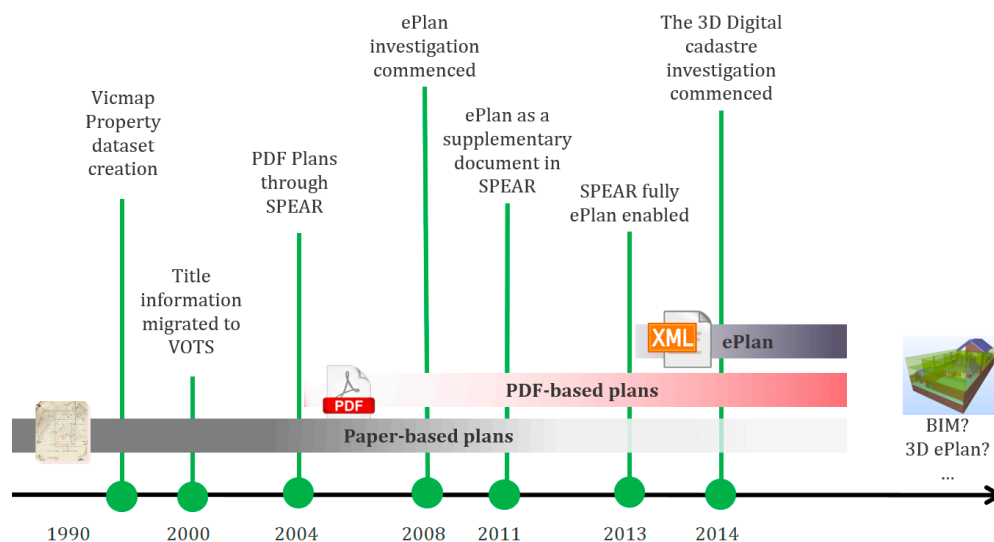 ePlan
investigation
commenced
The 3D Digital
cadastre
investigation
commenced
Vicmap
Property
dataset
creation
ePlan as a
supplementary
document in
SPEAR
PDF Plans
through
SPEAR
SPEAR fully
ePlan enabled
Title
information
migrated to
VOTS
XML
ePlan
PDF
PDF-based plans
Paper-based plans
BIM?
3D ePlan?
...
1990
2000
2004
2008
2011
2013
2014